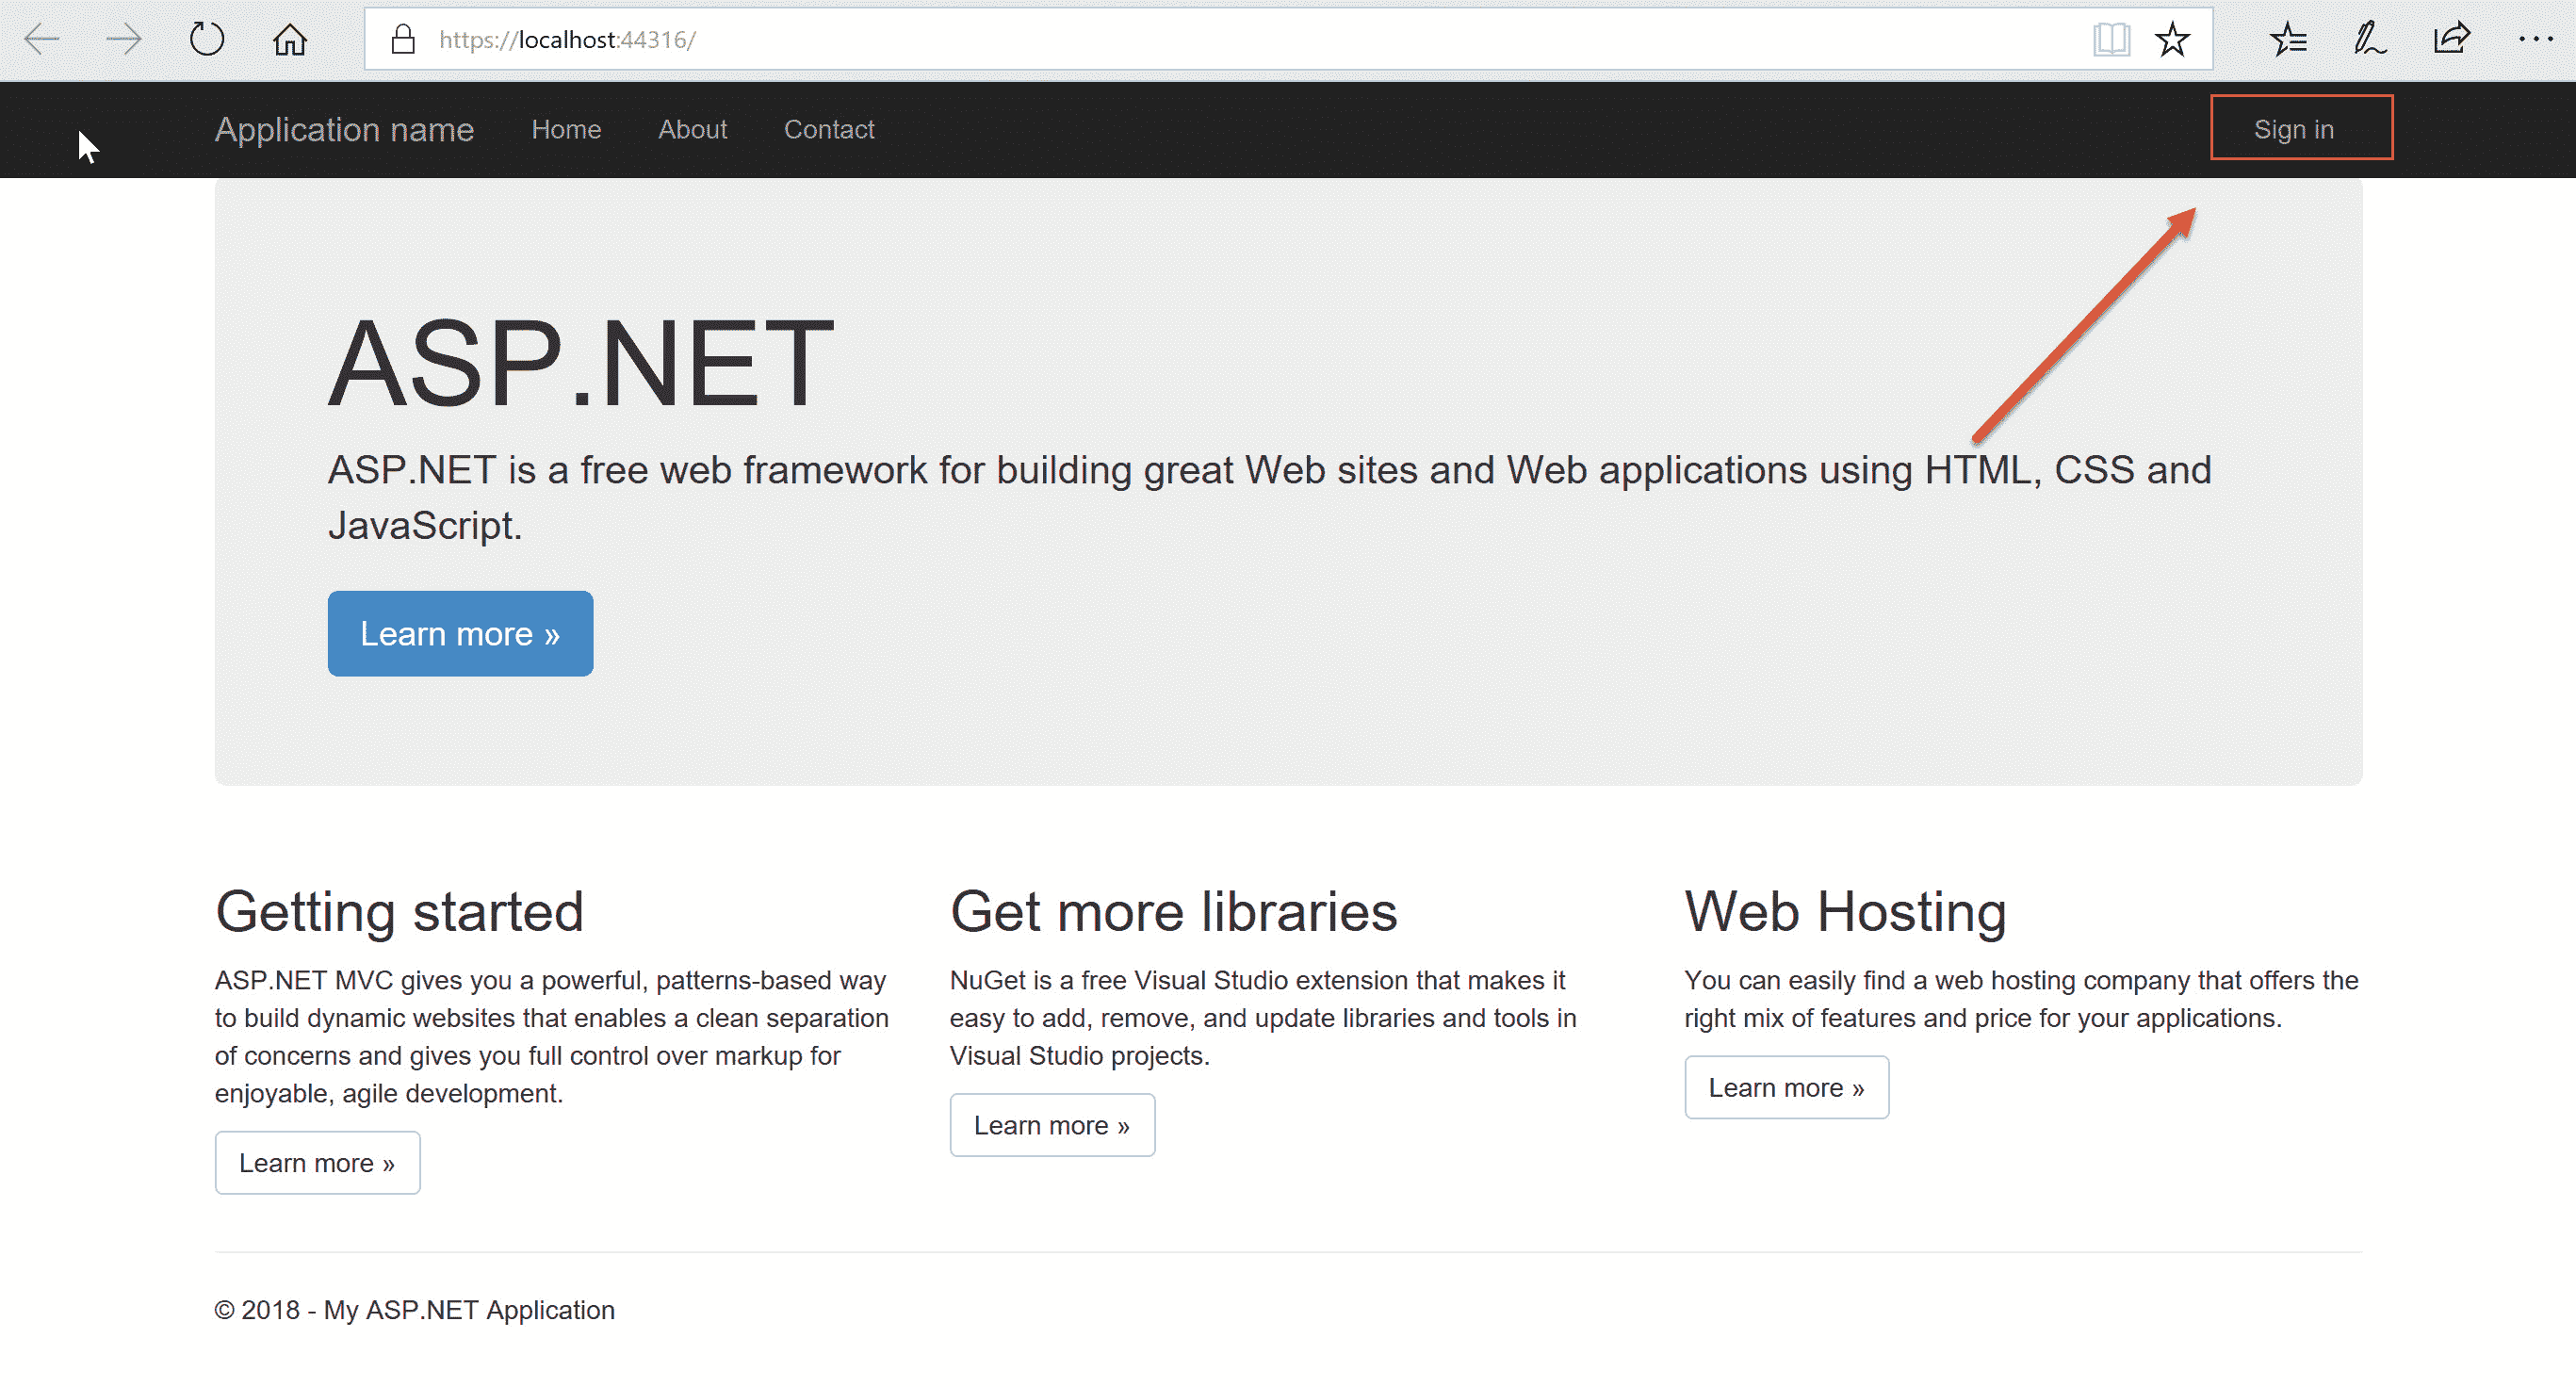 https://localhost:44316/
Application name Home About Contact Sign in
ASP.NET
ASP.NET is a free web framework for building great Web sites and Web applications using HTML, CSS and
JavaScript.
Learn more »
Getting started
ASP.NET MVC gives you a powerful, patterns-based way
to build dynamic websites that enables a clean separation
of concerns and gives you full control over markup for
enjoyable, agile development.
Learn more »
Get more libraries
NuGet is a free Visual Studio extension that makes it
easy to add, remove, and update libraries and tools in
Visual Studio projects.
Learn more »
Web Hosting
You can easily find a web hosting company that offers the
right mix of features and price for your applications.
Learn more »
© 2018 - My ASP.NET Application